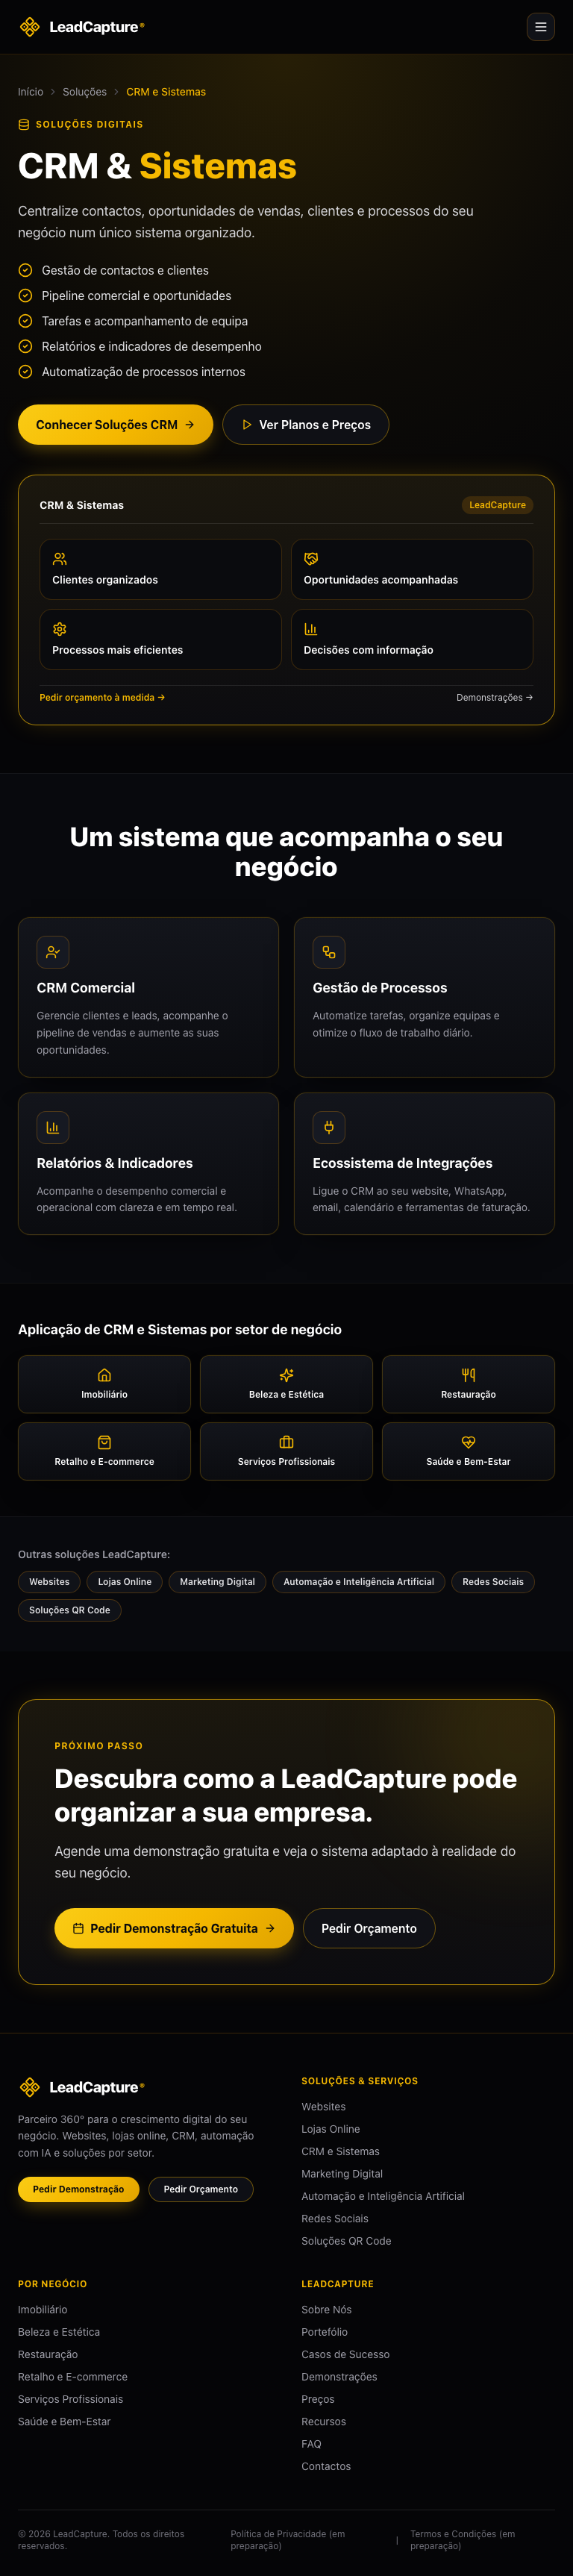 LeadCapture®
Início > Soluções > CRM e Sistemas
SOLUÇÕES DIGITAIS
CRM & Sistemas
Centralize contactos, oportunidades de vendas, clientes e processos do seu
negócio num único sistema organizado.
Gestão de contactos e clientes
Pipeline comercial e oportunidades
Tarefas e acompanhamento de equipa
Relatórios e indicadores de desempenho
Automatização de processos internos
Conhecer Soluções CRM →
Ver Planos e Preços
CRM & Sistemas
LeadCapture
Clientes organizados
Oportunidades acompanhadas
Processos mais eficientes
Decisões com informação
Pedir orçamento à medida →
Demonstrações →
Um sistema que acompanha o seu
negócio
CRM Comercial
Gerencie clientes e leads, acompanhe o
pipeline de vendas e aumente as suas
oportunidades.
Gestão de Processos
Automatize tarefas, organize equipas e
otimize o fluxo de trabalho diário.
Relatórios & Indicadores
Acompanhe o desempenho comercial e
operacional com clareza e em tempo real.
Ecossistema de Integrações
Ligue o CRM ao seu website, WhatsApp,
email, calendário e ferramentas de faturação.
Aplicação de CRM e Sistemas por setor de negócio
Imobiliário
Beleza e Estética
Restauração
Retalho e E-commerce
Serviços Profissionais
Saúde e Bem-Estar
Outras soluções LeadCapture:
Websites
Lojas Online
Marketing Digital
Automação e Inteligência Artificial
Redes Sociais
Soluções QR Code
PRÓXIMO PASSO
Descubra como a LeadCapture pode
organizar a sua empresa.
Agende uma demonstração gratuita e veja o sistema adaptado à realidade do
seu negócio.
Pedir Demonstração Gratuita →
Pedir Orçamento
LeadCapture®
Parceiro 360° para o crescimento digital do seu
negócio. Websites, lojas online, CRM, automação
com IA e soluções por setor.
Pedir Demonstração
Pedir Orçamento
SOLUÇÕES & SERVIÇOS
Websites
Lojas Online
CRM e Sistemas
Marketing Digital
Automação e Inteligência Artificial
Redes Sociais
Soluções QR Code
POR NEGÓCIO
Imobiliário
Beleza e Estética
Restauração
Retalho e E-commerce
Serviços Profissionais
Saúde e Bem-Estar
LEADCAPTURE
Sobre Nós
Portefólio
Casos de Sucesso
Demonstrações
Preços
Recursos
FAQ
Contactos
© 2026 LeadCapture. Todos os direitos
reservados.
Política de Privacidade (em
preparação)
|
Termos e Condições (em
preparação)